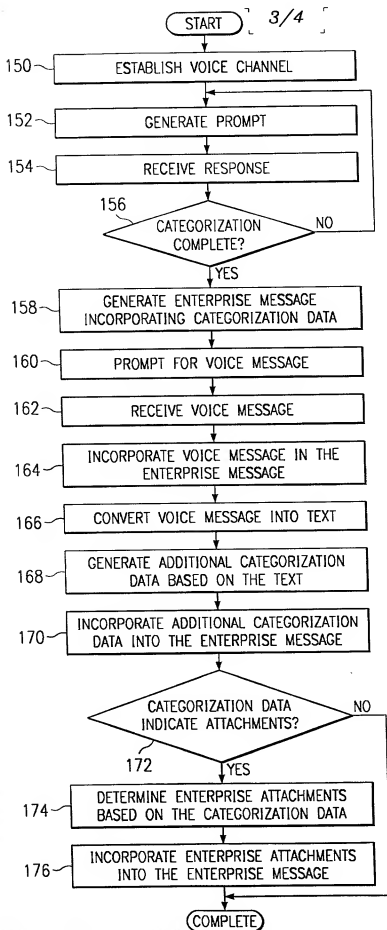 START
3/4
150
ESTABLISH VOICE CHANNEL
152
GENERATE PROMPT
154
RECEIVE RESPONSE
156
CATEGORIZATION
COMPLETE?
NO
YES
158
GENERATE ENTERPRISE MESSAGE
INCORPORATING CATEGORIZATION DATA
160
PROMPT FOR VOICE MESSAGE
162
RECEIVE VOICE MESSAGE
164
INCORPORATE VOICE MESSAGE IN THE
ENTERPRISE MESSAGE
166
CONVERT VOICE MESSAGE INTO TEXT
168
GENERATE ADDITIONAL CATEGORIZATION
DATA BASED ON THE TEXT
170
INCORPORATE ADDITIONAL CATEGORIZATION
DATA INTO THE ENTERPRISE MESSAGE
CATEGORIZATION DATA
INDICATE ATTACHMENTS?
NO
172
YES
174
DETERMINE ENTERPRISE ATTACHMENTS
BASED ON THE CATEGORIZATION DATA
176
INCORPORATE ENTERPRISE ATTACHMENTS
INTO THE ENTERPRISE MESSAGE
COMPLETE